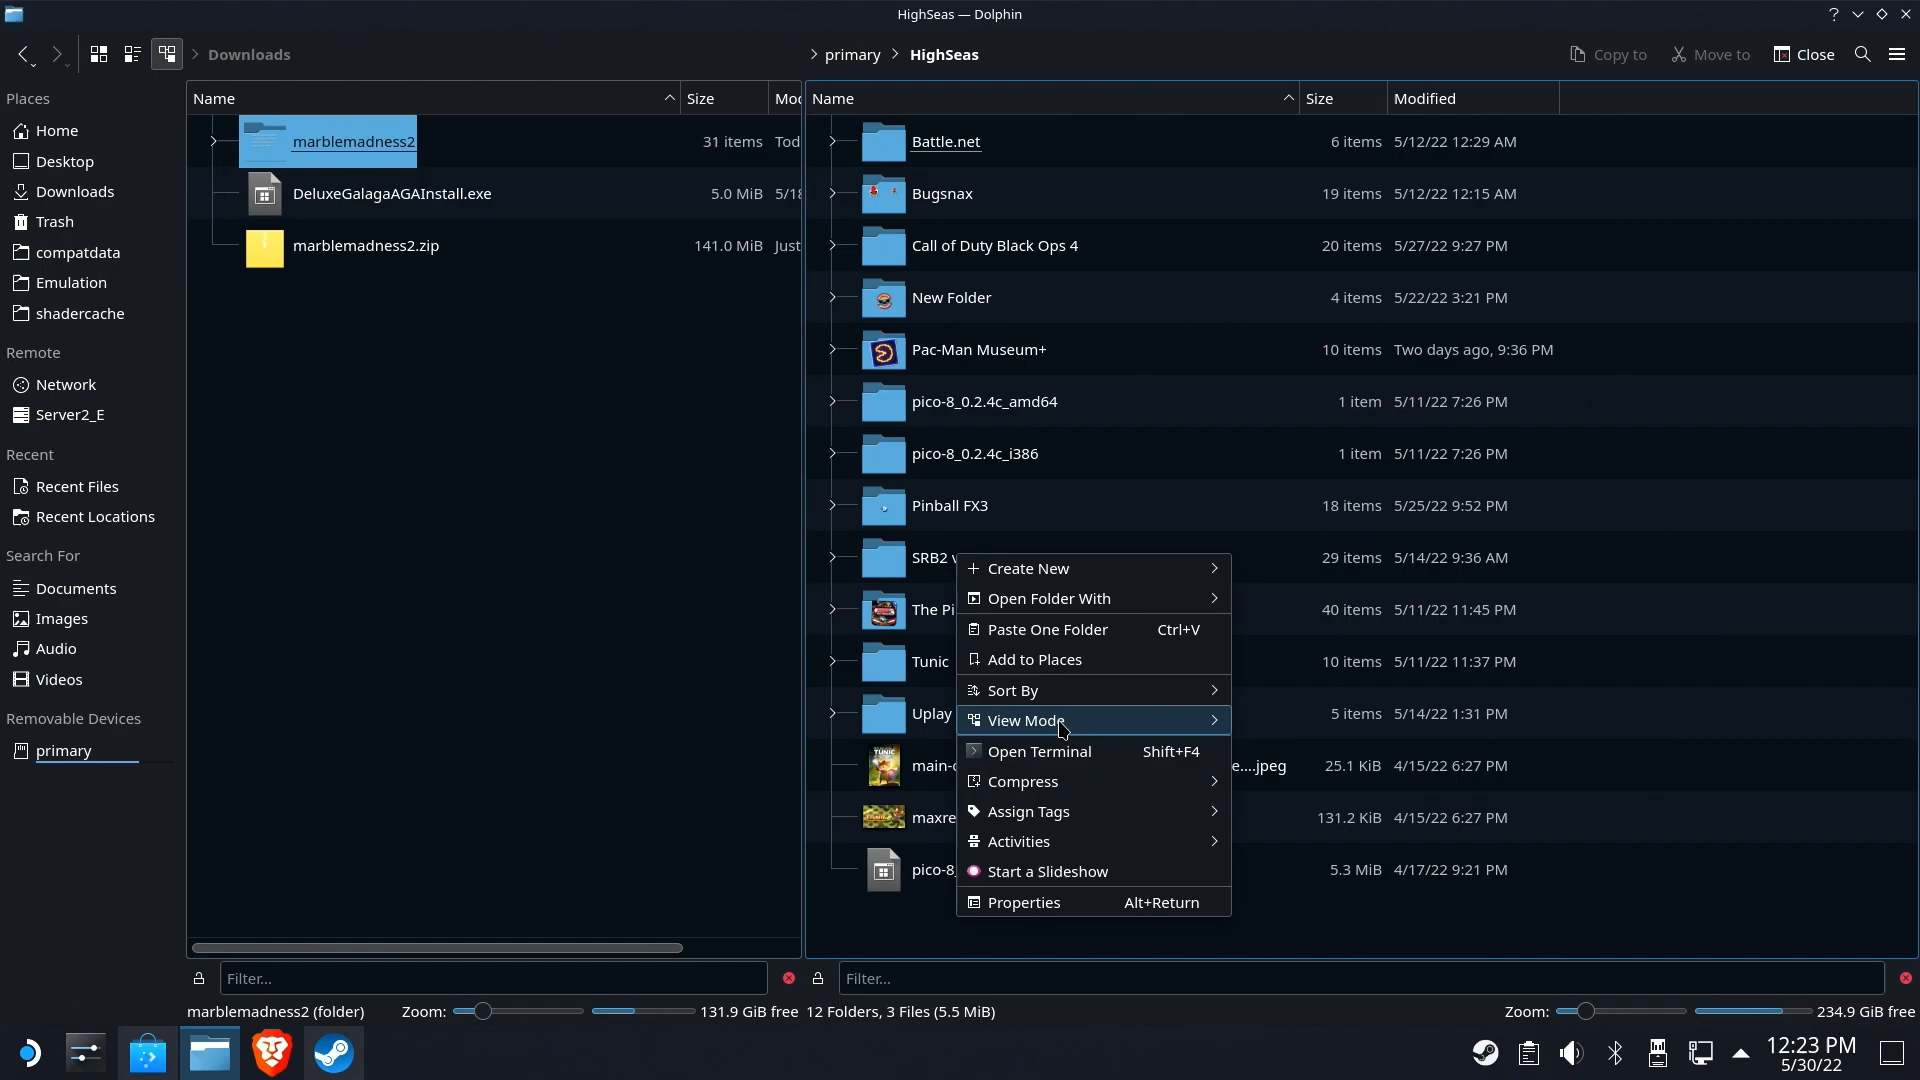 HighSeas — Dolphin
Downloads
primary
HighSeas
Copy to
Move to
Close
Places
Home
Desktop
Downloads
Trash
compatdata
Emulation
shadercache
Remote
Network
Server2_E
Recent
Recent Files
Recent Locations
Search For
Documents
Images
Audio
Videos
Removable Devices
primary
Name Size Mod
marblemadness2 31 items Tod
DeluxeGalagaAGAInstall.exe 5.0 MiB 5/18
marblemadness2.zip 141.0 MiB Just
Name Size Modified
Battle.net 6 items 5/12/22 12:29 AM
Bugsnax 19 items 5/12/22 12:15 AM
Call of Duty Black Ops 4 20 items 5/27/22 9:27 PM
New Folder 4 items 5/22/22 3:21 PM
Pac-Man Museum+ 10 items Two days ago, 9:36 PM
pico-8_0.2.4c_amd64 1 item 5/11/22 7:26 PM
pico-8_0.2.4c_i386 1 item 5/11/22 7:26 PM
Pinball FX3 18 items 5/25/22 9:52 PM
SRB2 v 29 items 5/14/22 9:36 AM
The Pi 40 items 5/11/22 11:45 PM
Tunic 10 items 5/11/22 11:37 PM
Uplay 5 items 5/14/22 1:31 PM
main-c e....jpeg 25.1 KiB 4/15/22 6:27 PM
maxre 131.2 KiB 4/15/22 6:27 PM
pico-8_ 5.3 MiB 4/17/22 9:21 PM
Create New
Open Folder With
Paste One Folder Ctrl+V
Add to Places
Sort By
View Mode
Open Terminal Shift+F4
Compress
Assign Tags
Activities
Start a Slideshow
Properties Alt+Return
Filter...
Filter...
marblemadness2 (folder) Zoom: 131.9 GiB free
12 Folders, 3 Files (5.5 MiB) Zoom: 234.9 GiB free
12:23 PM
5/30/22